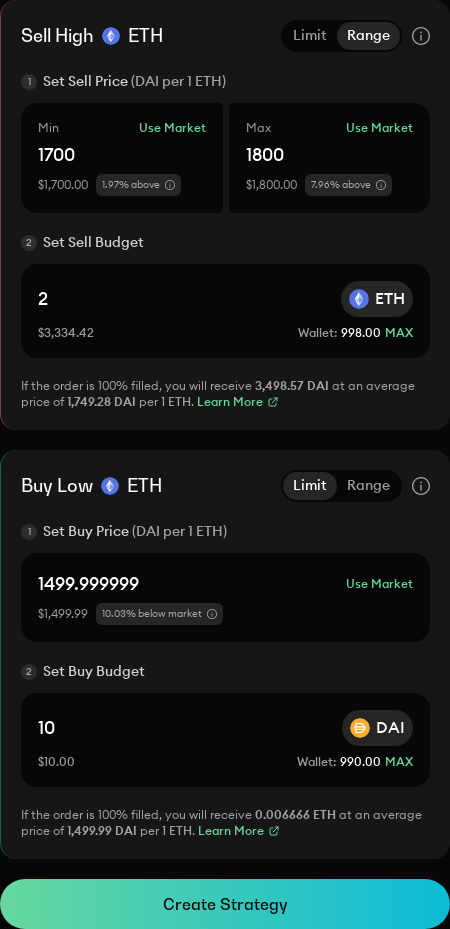 Sell High ETH
Limit Range
1 Set Sell Price (DAI per 1 ETH)
Min Use Market
1700
$1,700.00 1.97% above
Max Use Market
1800
$1,800.00 7.96% above
2 Set Sell Budget
2 ETH
$3,334.42 Wallet: 998.00 MAX
If the order is 100% filled, you will receive 3,498.57 DAI at an average
price of 1,749.28 DAI per 1 ETH. Learn More
Buy Low ETH
Limit Range
1 Set Buy Price (DAI per 1 ETH)
1499.999999 Use Market
$1,499.99 10.03% below market
2 Set Buy Budget
10 DAI
$10.00 Wallet: 990.00 MAX
If the order is 100% filled, you will receive 0.006666 ETH at an average
price of 1,499.99 DAI per 1 ETH. Learn More
Create Strategy